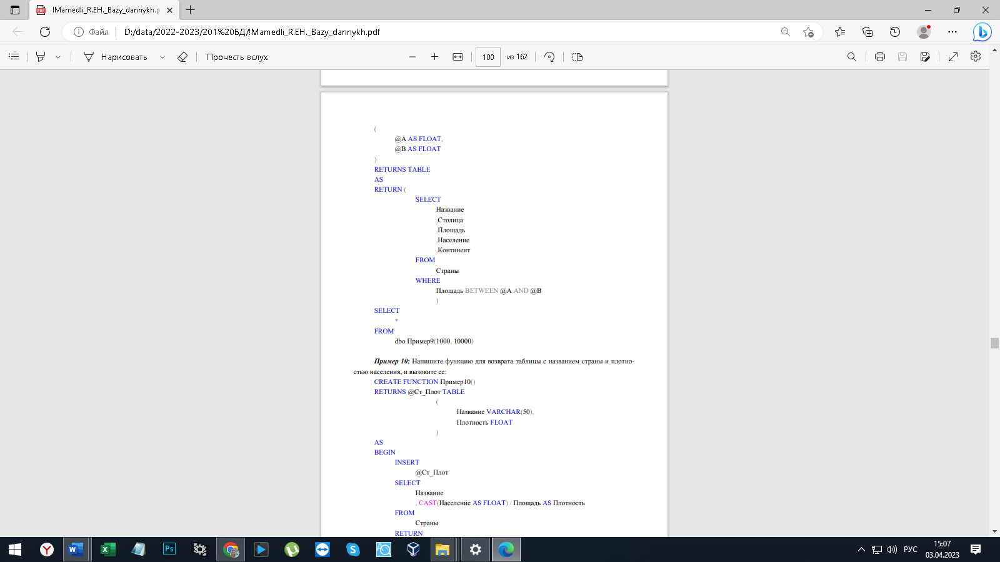 !Mamedli_R.EH._Bazy_dannykh.p
Файл
D:/data/2022-2023/201%20БД/!Mamedli_R.EH._Bazy_dannykh.pdf
Нарисовать
Прочесть вслух
100
из 162
(
@A AS FLOAT,
@B AS FLOAT
)
RETURNS TABLE
AS
RETURN (
SELECT
Название
,Столица
,Площадь
,Население
,Континент
FROM
Страны
WHERE
Площадь BETWEEN @A AND @B
)
SELECT
*
FROM
dbo.Пример9(1000, 10000)
Пример 10: Напишите функцию для возврата таблицы с названием страны и плотно-
стью населения, и вызовите ее:
CREATE FUNCTION Пример10()
RETURNS @Ст_Плот TABLE
(
Название VARCHAR(50),
Плотность FLOAT
)
AS
BEGIN
INSERT
@Ст_Плот
SELECT
Название
, CAST(Население AS FLOAT) / Площадь AS Плотность
FROM
Страны
RETURN
РУС
15:07
03.04.2023